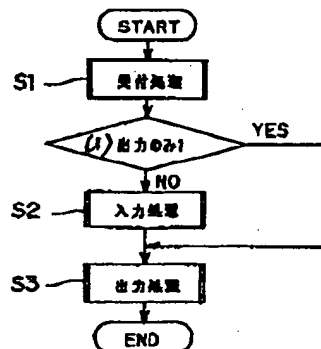 START
S1 受付処理
(1) 出力のみ?
YES
NO
S2 入力処理
S3 出力処理
END